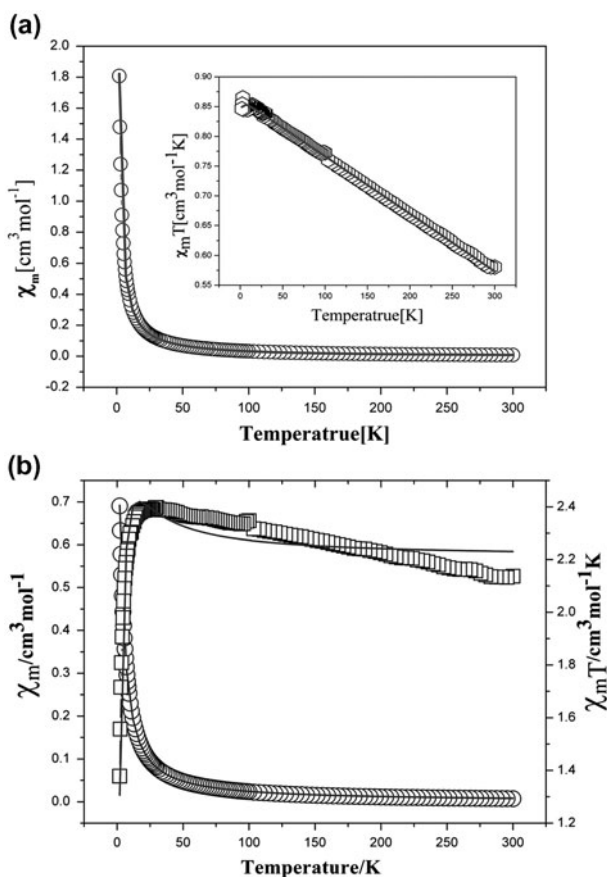 (a)
2.0
1.8
1.6
1.4
1.2
1.0
0.8
0.6
0.4
0.2
0.0
-0.2
χm[cm3 mol-1]
0 50 100 150 200 250 300
Temperatrue[K]
0.90
0.85
0.80
0.75
0.70
0.65
0.60
0.55
χmT[cm3mol-1K]
0 50 100 150 200 250 300
Temperatrue[K]
(b)
0.7
0.6
0.5
0.4
0.3
0.2
0.1
0.0
χm/cm3mol-1
2.4
2.2
2.0
1.8
1.6
1.4
1.2
χmT/cm3mol-1K
0 50 100 150 200 250 300
Temperature/K